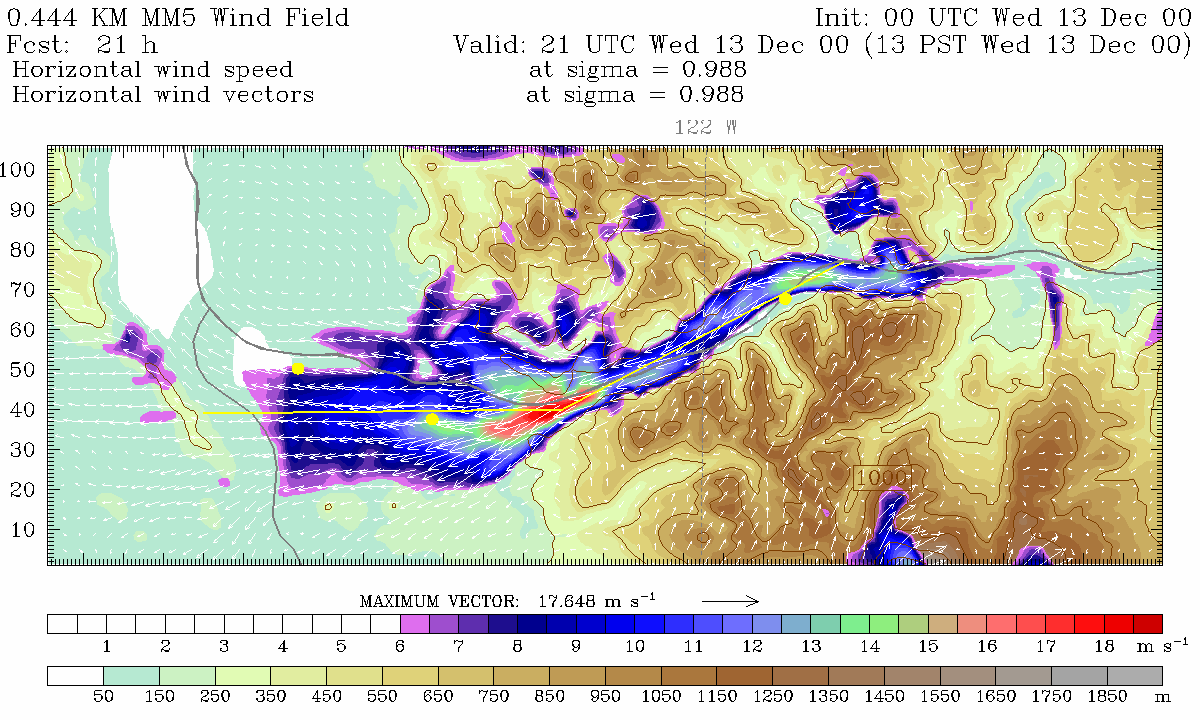 0.444 KM MM5 Wind Field Init: 00 UTC Wed 13 Dec 00
Fcst: 21 h Valid: 21 UTC Wed 13 Dec 00 (13 PST Wed 13 Dec 00)
Horizontal wind speed at sigma = 0.988
Horizontal wind vectors at sigma = 0.988
122 W
100
90
80
70
60
50
40
30
20
10
1000
MAXIMUM VECTOR: 17.648 m s⁻¹
1 2 3 4 5 6 7 8 9 10 11 12 13 14 15 16 17 18 m s⁻¹
50 150 250 350 450 550 650 750 850 950 1050 1150 1250 1350 1450 1550 1650 1750 1850 m